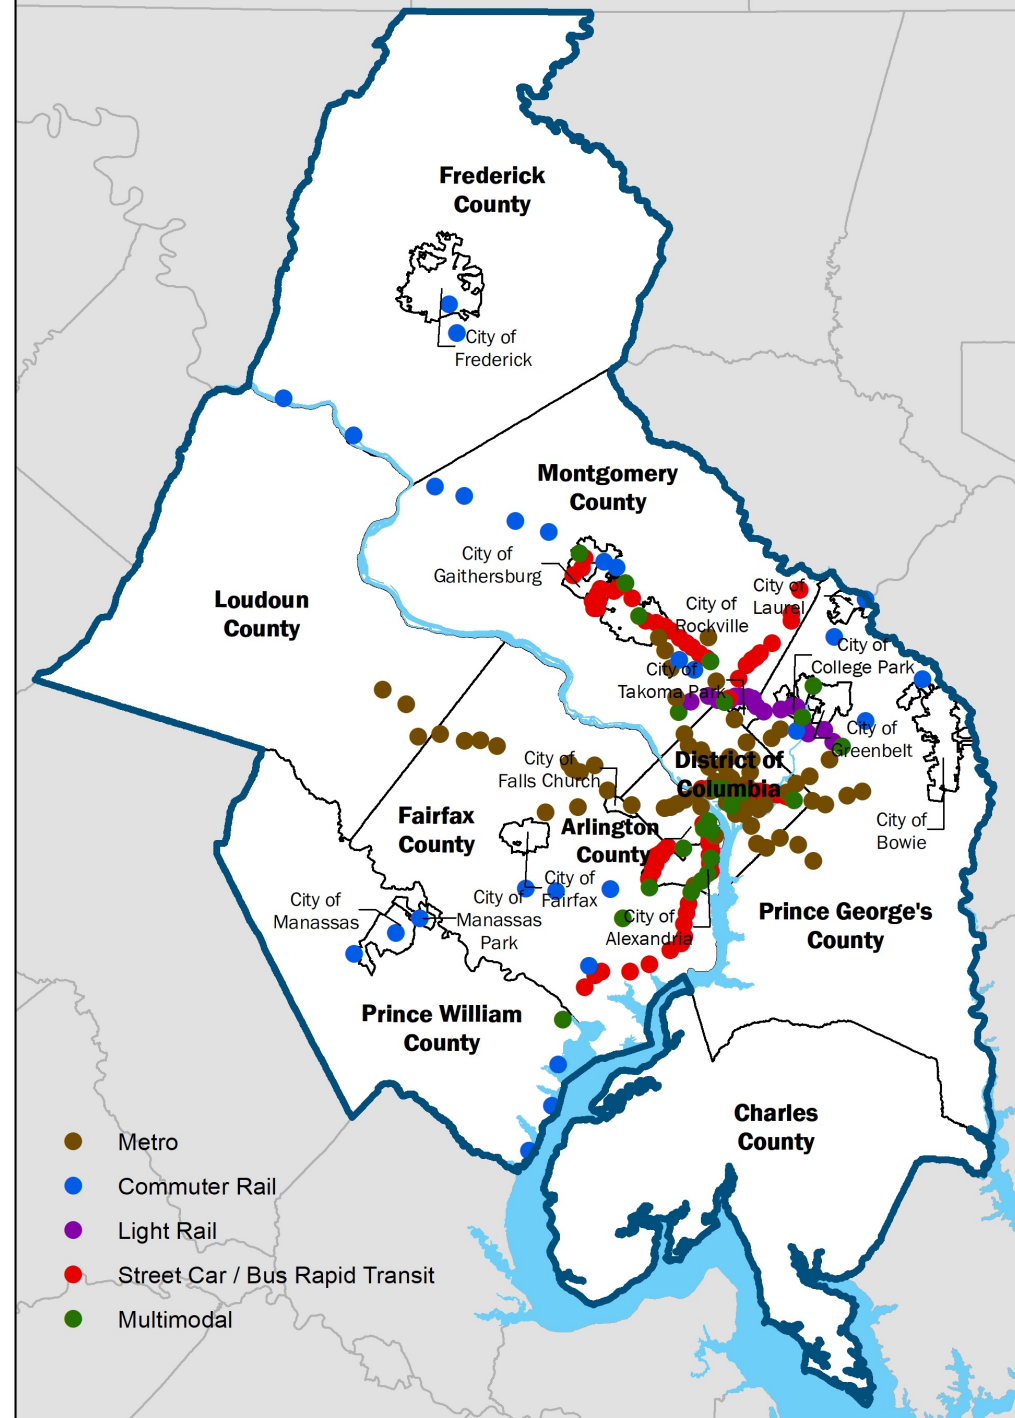 Frederick
County
City of
Frederick
Montgomery
County
City of
Gaithersburg
City of
Laurel
City of
Rockville
Loudoun
County
City of
College Park
City of
Takoma Park
City of
Greenbelt
City of
Falls Church
District of
Columbia
Fairfax
County
Arlington
County
City of
Bowie
City of
Fairfax
City of
Manassas
City of
Manassas
Park
City of
Alexandria
Prince George's
County
Prince William
County
Charles
County
Metro
Commuter Rail
Light Rail
Street Car / Bus Rapid Transit
Multimodal